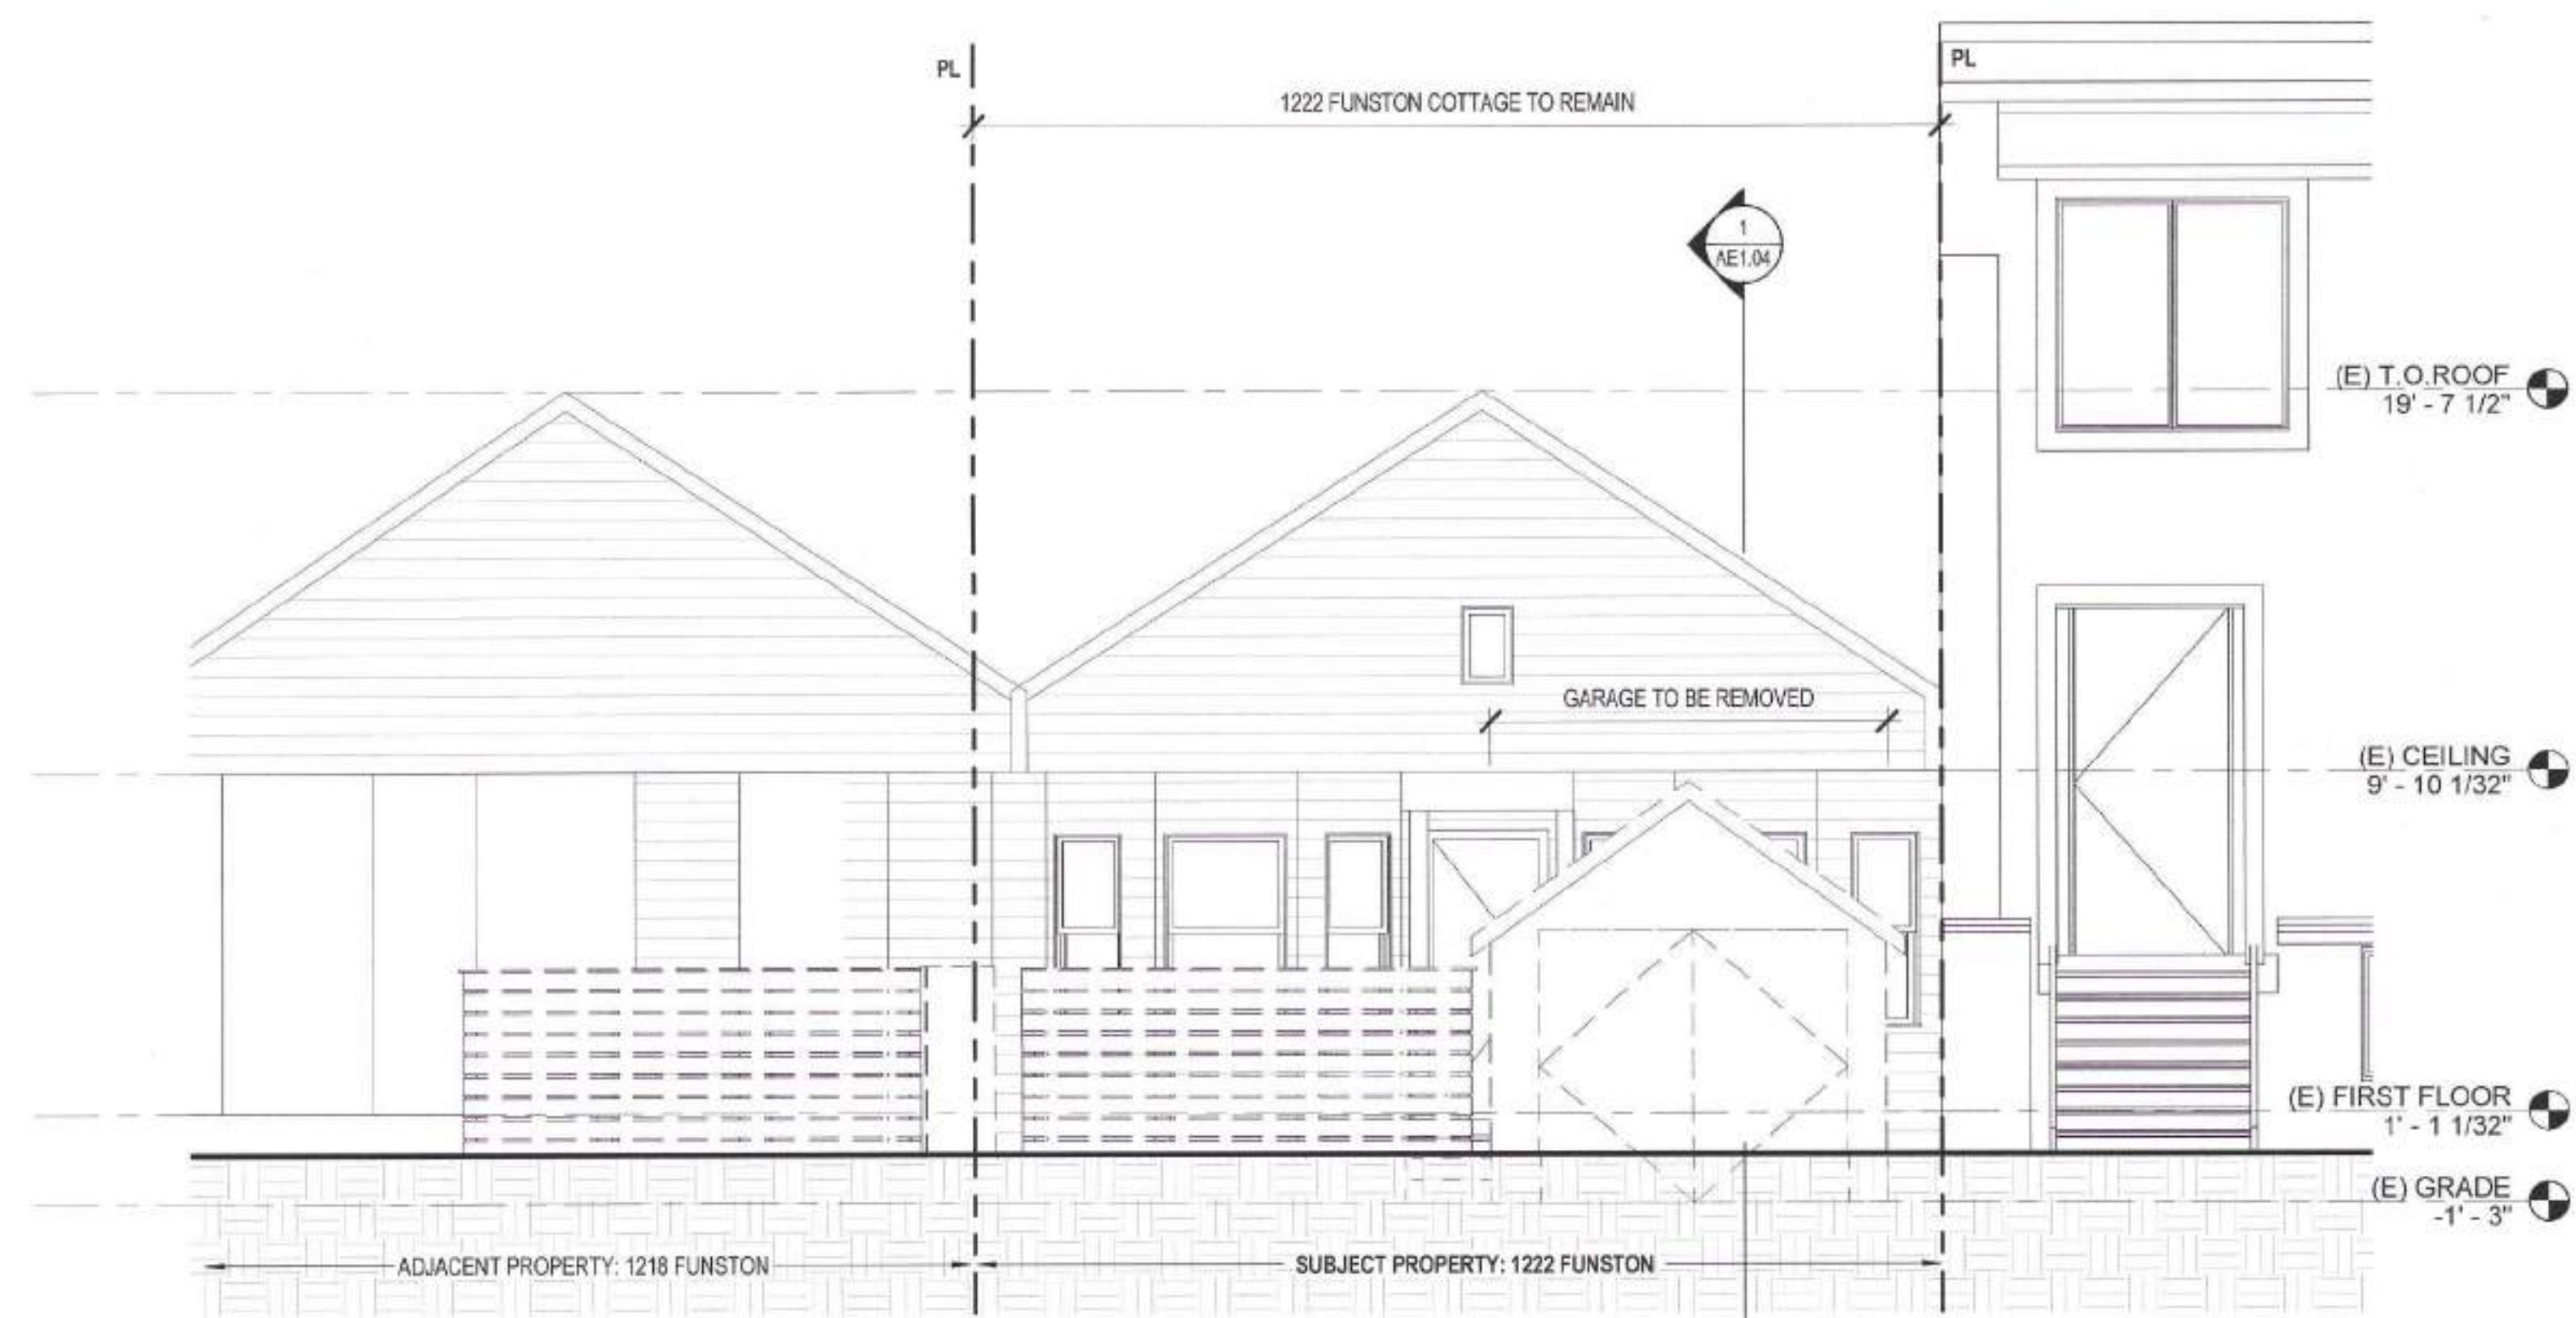 PL
PL
1222 FUNSTON COTTAGE TO REMAIN
1
AE1.04
(E) T.O.ROOF
19' - 7 1/2"
GARAGE TO BE REMOVED
(E) CEILING
9' - 10 1/32"
(E) FIRST FLOOR
1' - 1 1/32"
(E) GRADE
-1' - 3"
ADJACENT PROPERTY: 1218 FUNSTON
SUBJECT PROPERTY: 1222 FUNSTON